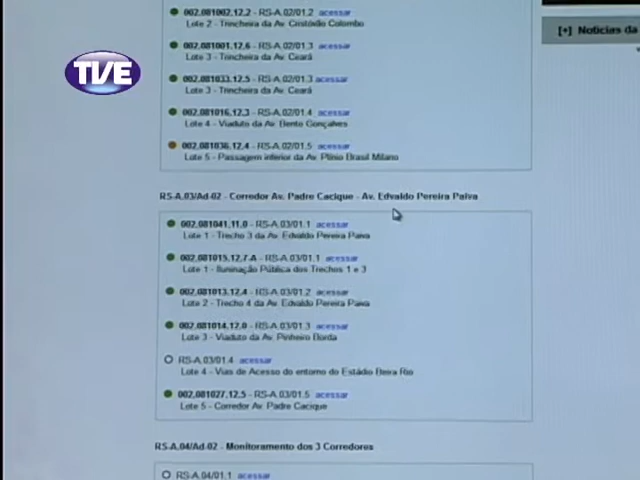 002.081002.12.2 - RS-A.02/01.2 acessar
Lote 2 - Trincheira da Av. Cristóvão Colombo
002.081001.12.6 - RS-A.02/01.3 acessar
Lote 3 - Trincheira da Av. Ceará
002.081033.12.5 - RS-A.02/01.3 acessar
Lote 3 - Trincheira da Av. Ceará
002.081016.12.3 - RS-A.02/01.4 acessar
Lote 4 - Viaduto da Av. Bento Gonçalves
002.081036.12.4 - RS-A.02/01.5 acessar
Lote 5 - Passagem inferior da Av. Plínio Brasil Milano
[+] Notícias da
TVE
RS-A.03/Ad-02 - Corredor Av. Padre Cacique - Av. Edvaldo Pereira Paiva
002.081041.11.0 - RS-A.03/01.1 acessar
Lote 1 - Trecho 3 da Av. Edvaldo Pereira Paiva
002.081015.12.7-A - RS-A.03/01.1 acessar
Lote 1 - Iluminação Pública dos Trechos 1 e 3
002.081013.12.4 - RS-A.03/01.2 acessar
Lote 2 - Trecho 4 da Av. Edvaldo Pereira Paiva
002.081014.12.0 - RS-A.03/01.3 acessar
Lote 3 - Viaduto da Av. Pinheiro Borda
RS-A.03/01.4 acessar
Lote 4 - Vias de Acesso do entorno do Estádio Beira Rio
002.081027.12.5 - RS-A.03/01.5 acessar
Lote 5 - Corredor Av. Padre Cacique
RS-A.04/Ad-02 - Monitoramento dos 3 Corredores
RS-A.04/01.1 acessar